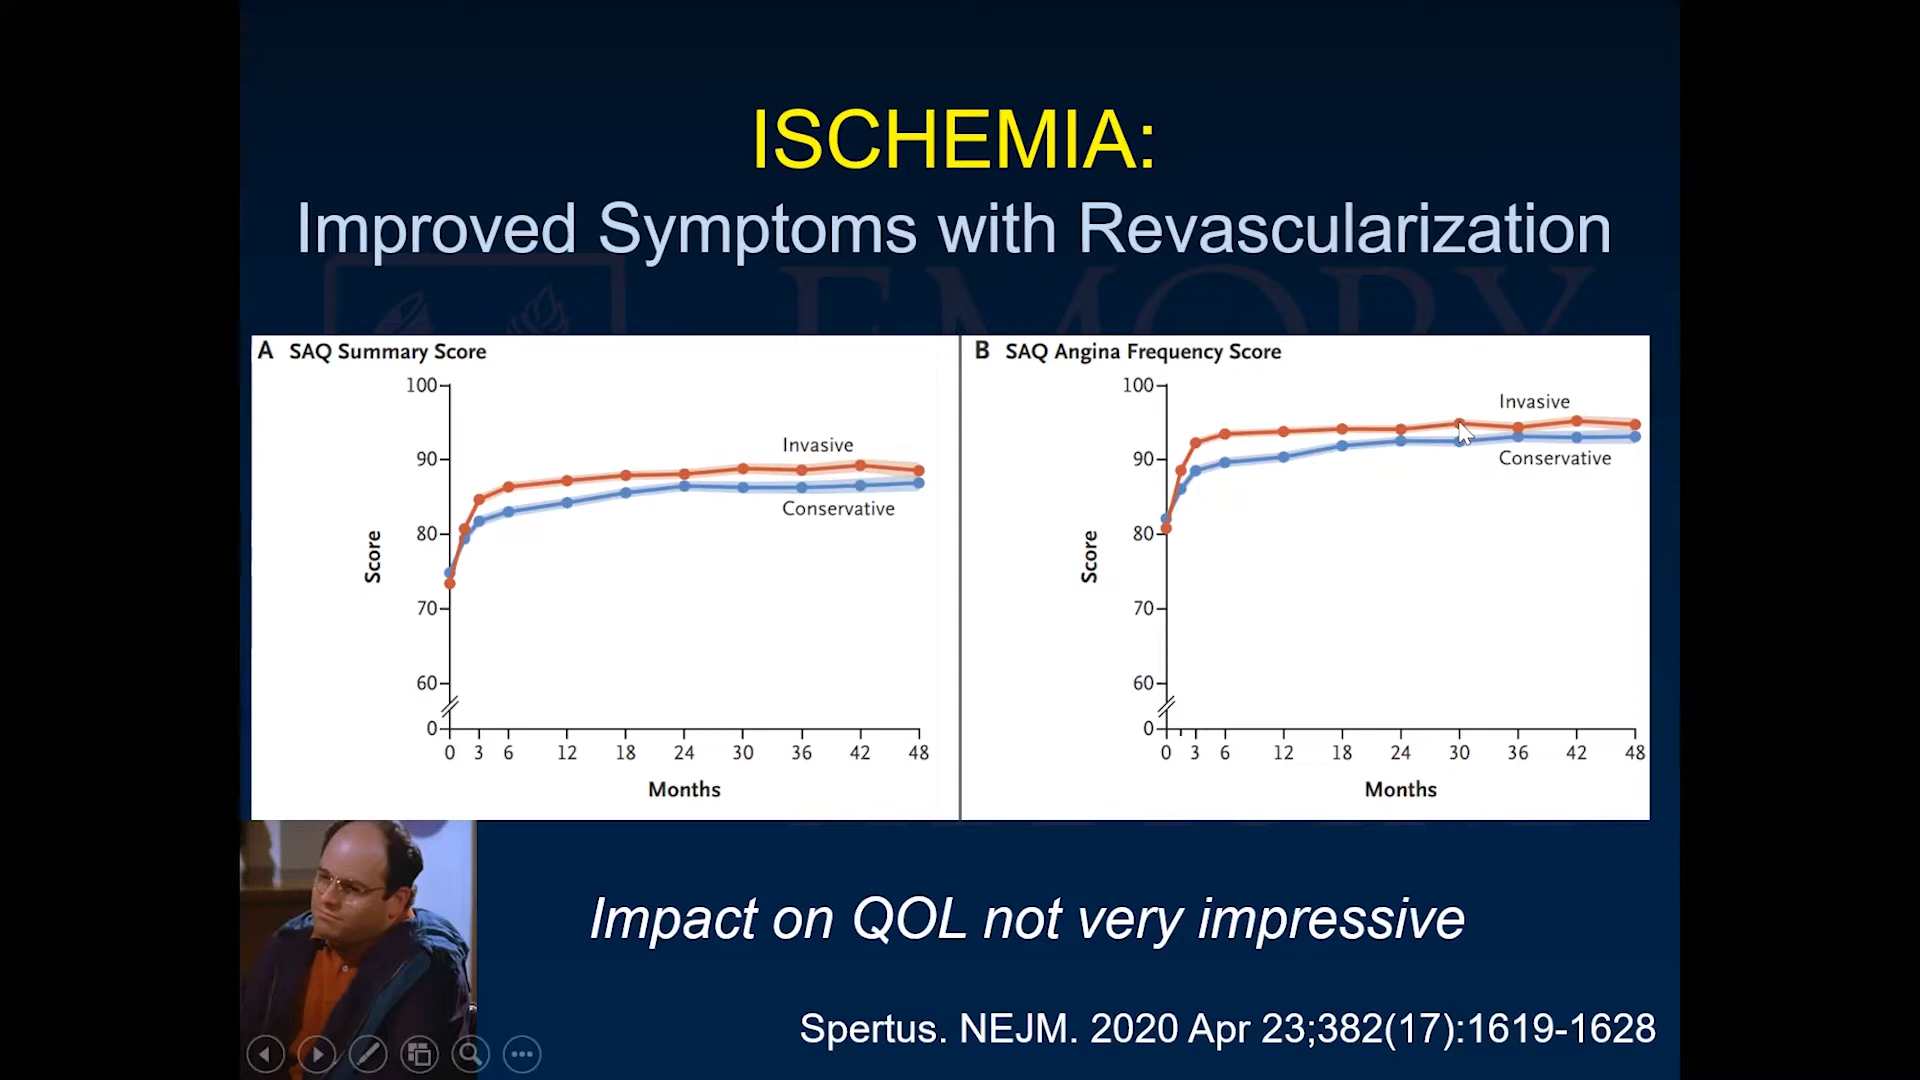 ISCHEMIA:
Improved Symptoms with Revascularization
EMORY
A SAQ Summary Score
100
90
80
70
60
0
Score
Invasive
Conservative
0 3 6 12 18 24 30 36 42 48
Months
B SAQ Angina Frequency Score
100
90
80
70
60
0
Score
Invasive
Conservative
0 3 6 12 18 24 30 36 42 48
Months
Impact on QOL not very impressive
Spertus. NEJM. 2020 Apr 23;382(17):1619-1628